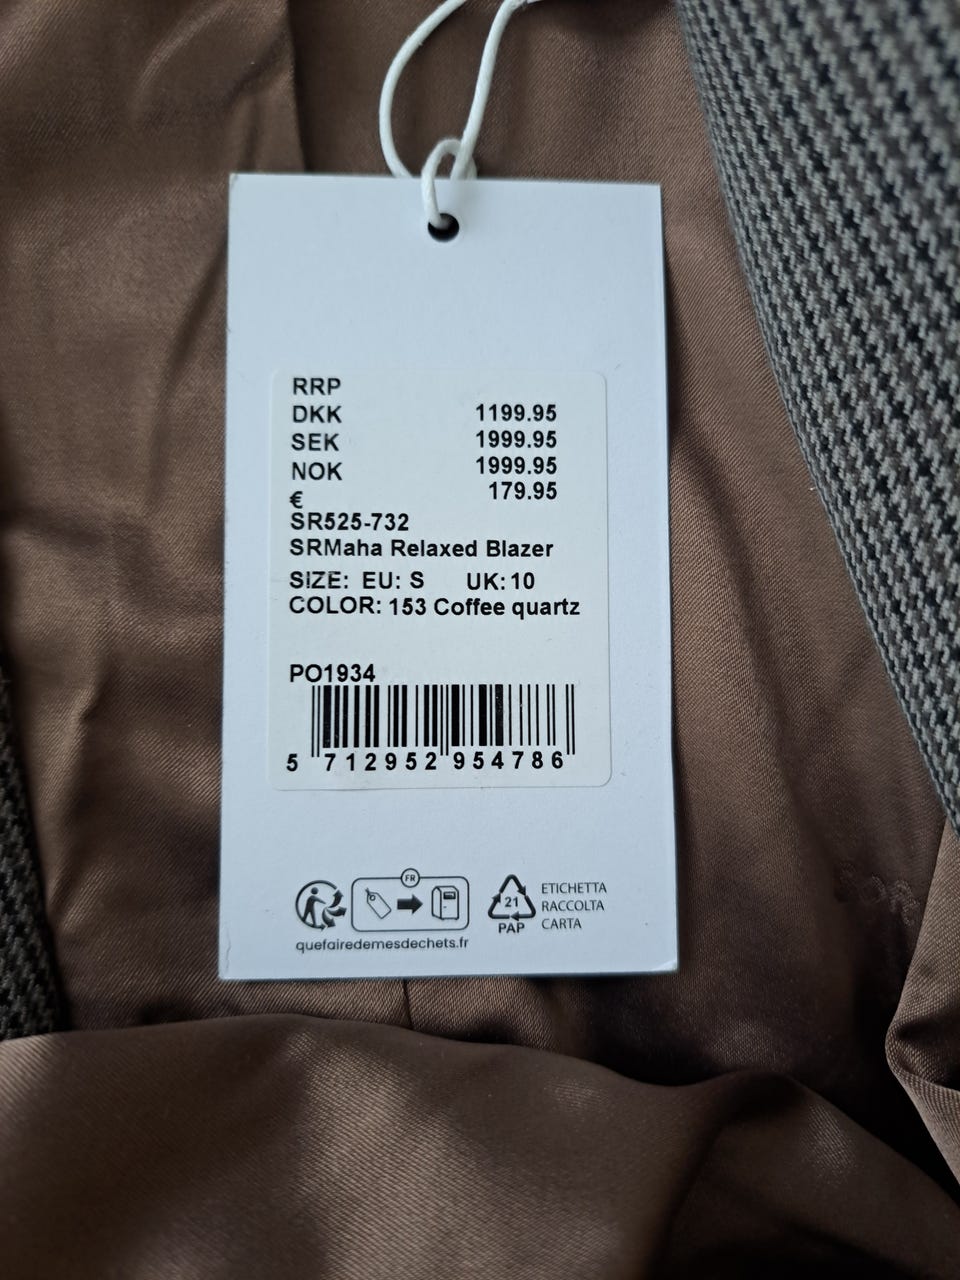 RRP
DKK 1199.95
SEK 1999.95
NOK 1999.95
€ 179.95
SR525-732
SRMaha Relaxed Blazer
SIZE: EU: S UK: 10
COLOR: 153 Coffee quartz
PO1934
5 712952 954786
FR
quefairedemesdechets.fr
21
PAP
ETICHETTA
RACCOLTA
CARTA